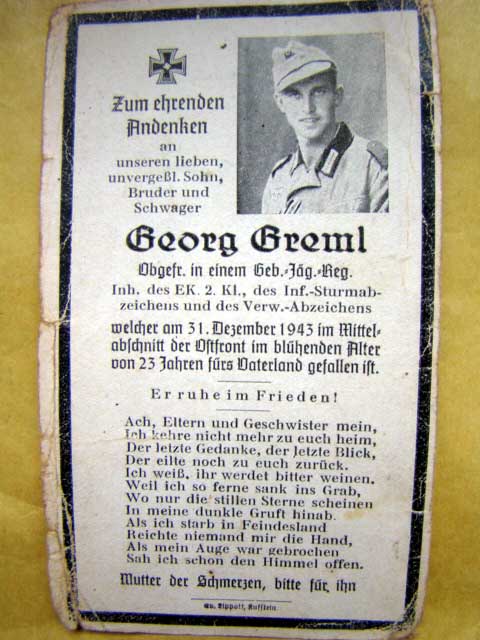 Zum ehrenden
Andenken
an
unseren lieben,
unvergeßl. Sohn,
Bruder und
Schwager
Georg Greml
Obgefr. in einem Geb.-Jäg.-Reg.
Inh. des EK. 2. Kl., des Inf.-Sturmab-
zeichens und des Verw.-Abzeichens
welcher am 31. Dezember 1943 im Mittel-
abschnitt der Ostfront im blühenden Alter
von 23 Jahren fürs Vaterland gefallen ist.
Er ruhe im Frieden!
Ach, Eltern und Geschwister mein,
Ich kehre nicht mehr zu euch heim,
Der letzte Gedanke, der letzte Blick,
Der eilte noch zu euch zurück.
Ich weiß, ihr werdet bitter weinen,
Weil ich so ferne sank ins Grab,
Wo nur die stillen Sterne scheinen
In meine dunkle Gruft hinab.
Als ich starb in Feindesland
Reichte niemand mir die Hand,
Als mein Auge war gebrochen
Sah ich schon den Himmel offen.
Mutter der Schmerzen, bitte für ihn
Ed. Lippott, Kufstein.